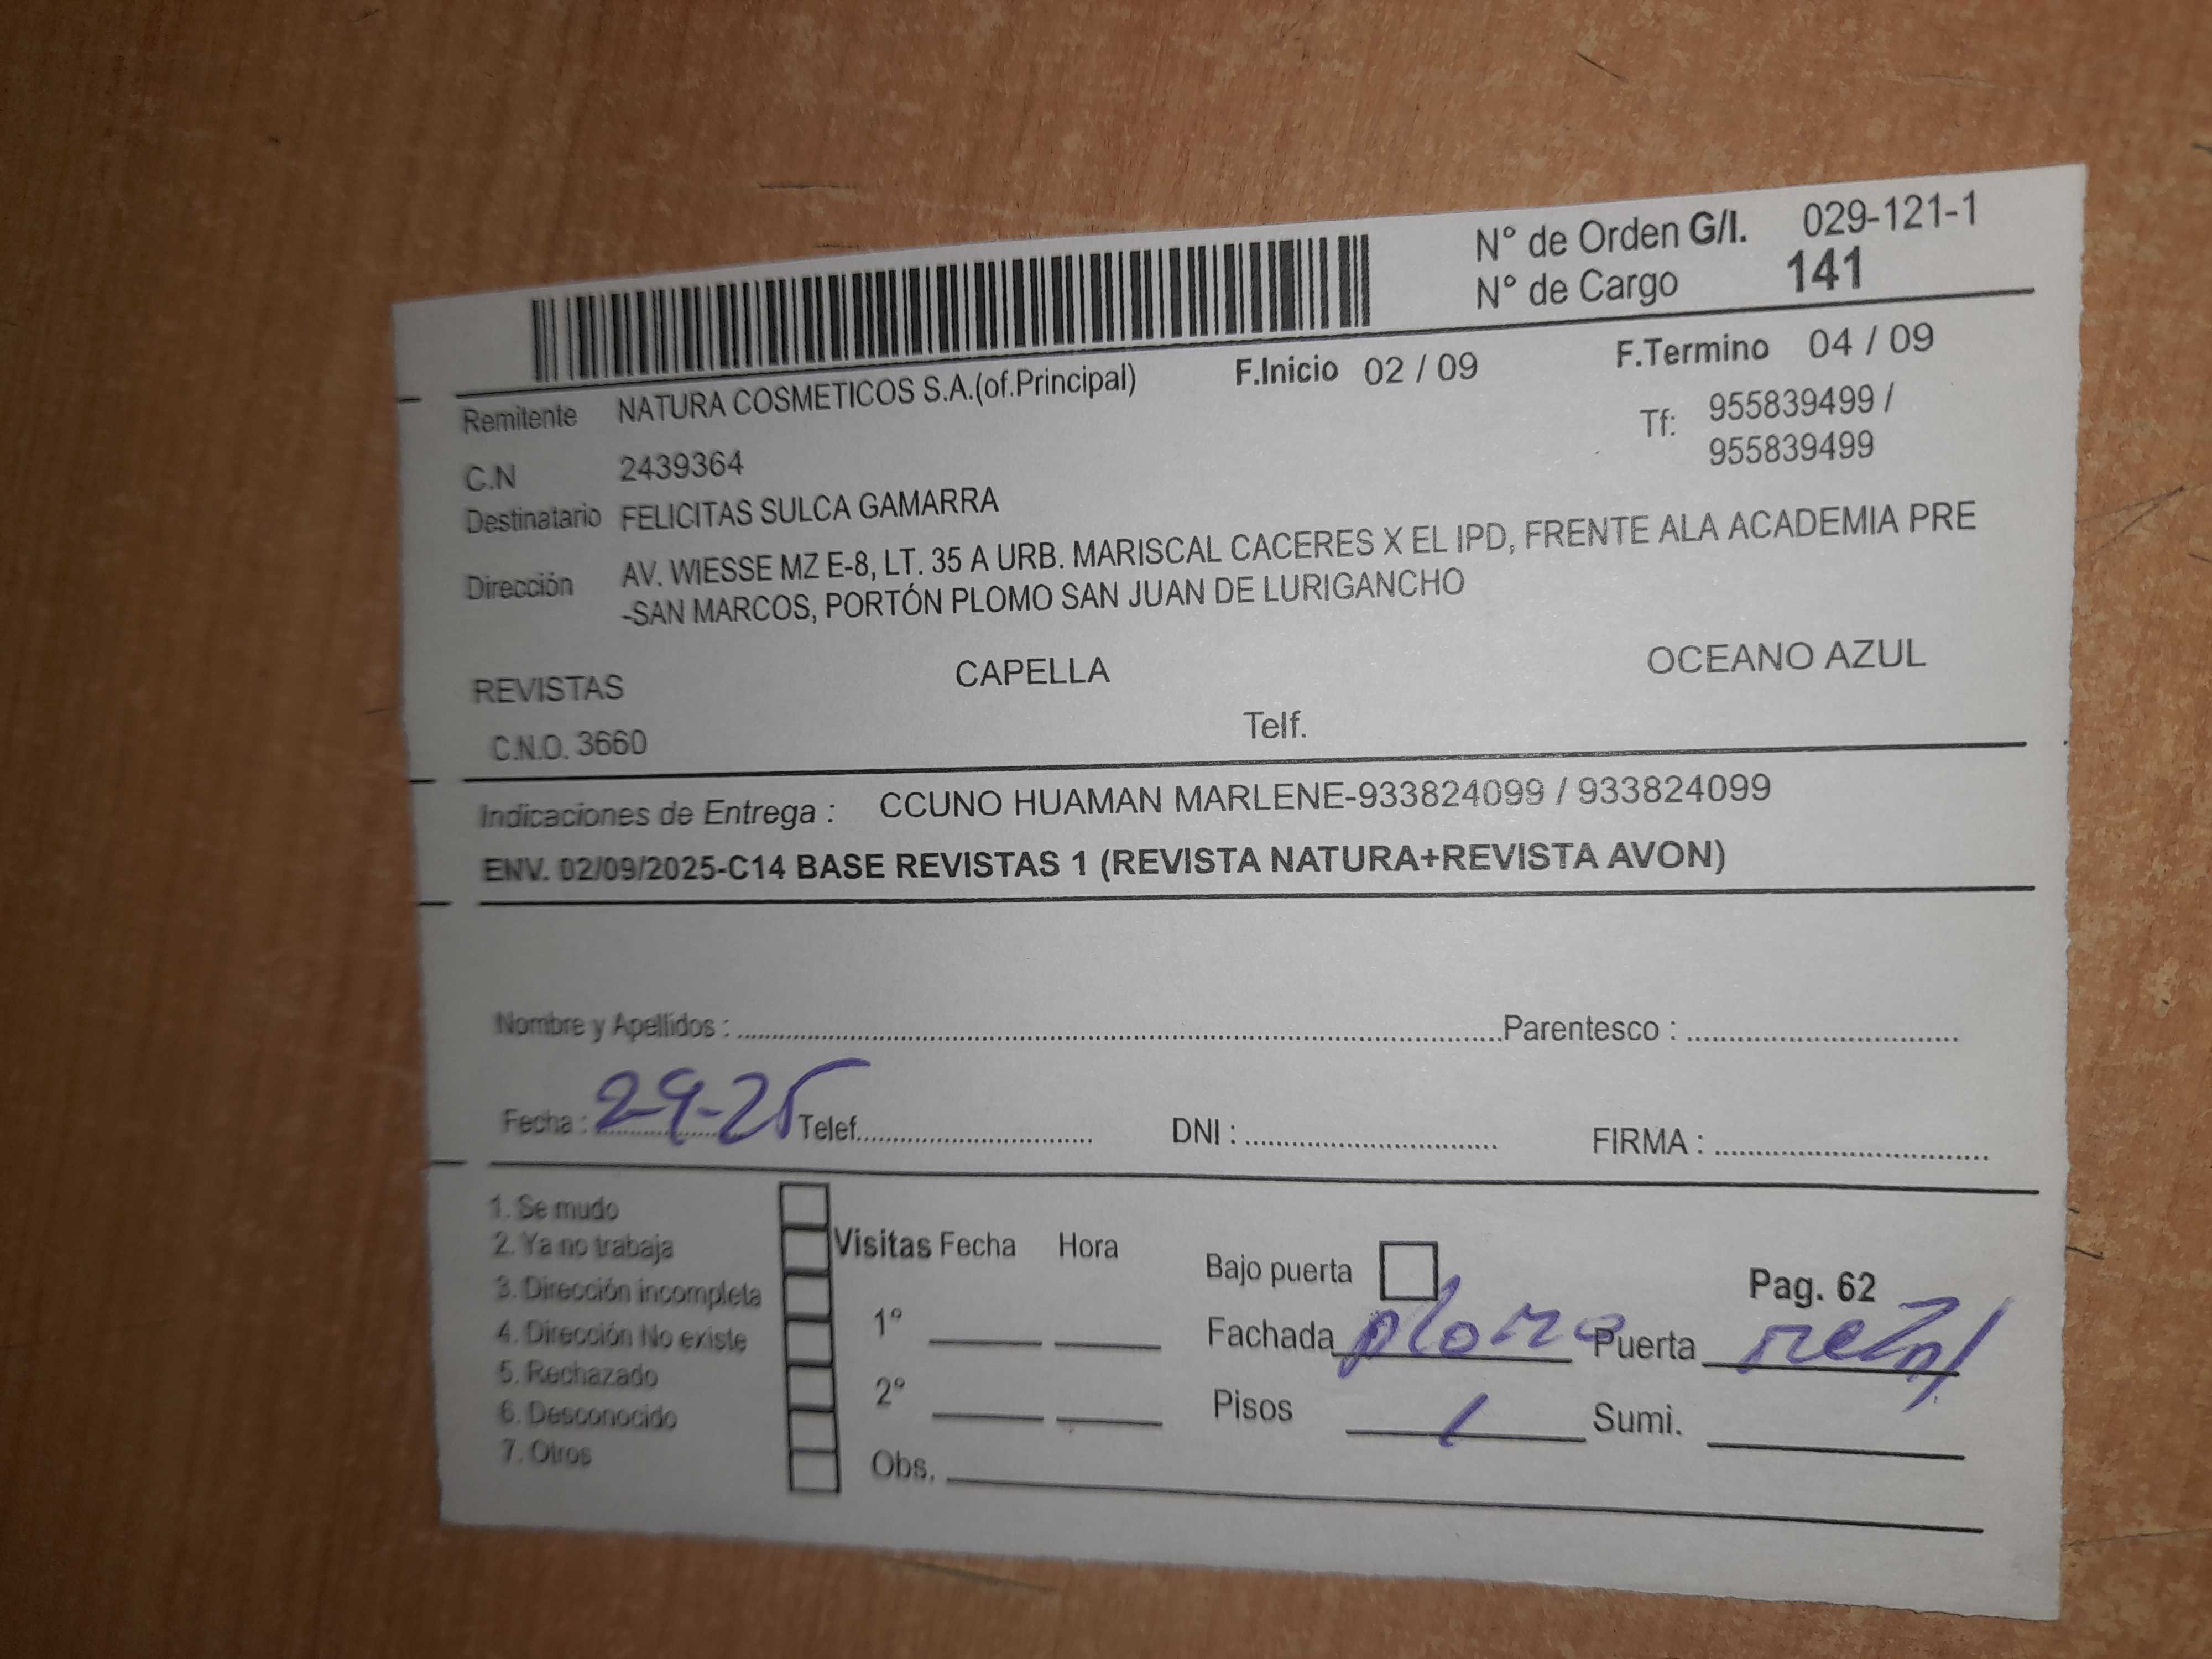 N° de Orden G/I. 029-121-1
N° de Cargo 141
F.Inicio 02 / 09 F.Termino 04 / 09
Remitente NATURA COSMETICOS S.A.(of.Principal)
Tf: 955839499 /
955839499
C.N 2439364
Destinatario FELICITAS SULCA GAMARRA
Dirección AV. WIESSE MZ E-8, LT. 35 A URB. MARISCAL CACERES X EL IPD, FRENTE ALA ACADEMIA PRE
-SAN MARCOS, PORTÓN PLOMO SAN JUAN DE LURIGANCHO
REVISTAS CAPELLA OCEANO AZUL
C.N.O. 3660 Telf.
Indicaciones de Entrega : CCUNO HUAMAN MARLENE-933824099 / 933824099
ENV. 02/09/2025-C14 BASE REVISTAS 1 (REVISTA NATURA+REVISTA AVON)
Nombre y Apellidos : Parentesco :
Fecha : 2-9-25 Telef. DNI : FIRMA :
1. Se mudo
2. Ya no trabaja
3. Dirección incompleta
4. Dirección No existe
5. Rechazado
6. Desconocido
7. Otros
Visitas Fecha Hora
1°
2°
Obs.
Bajo puerta Pag. 62
Fachada plomo Puerta
Pisos 1 Sumi.